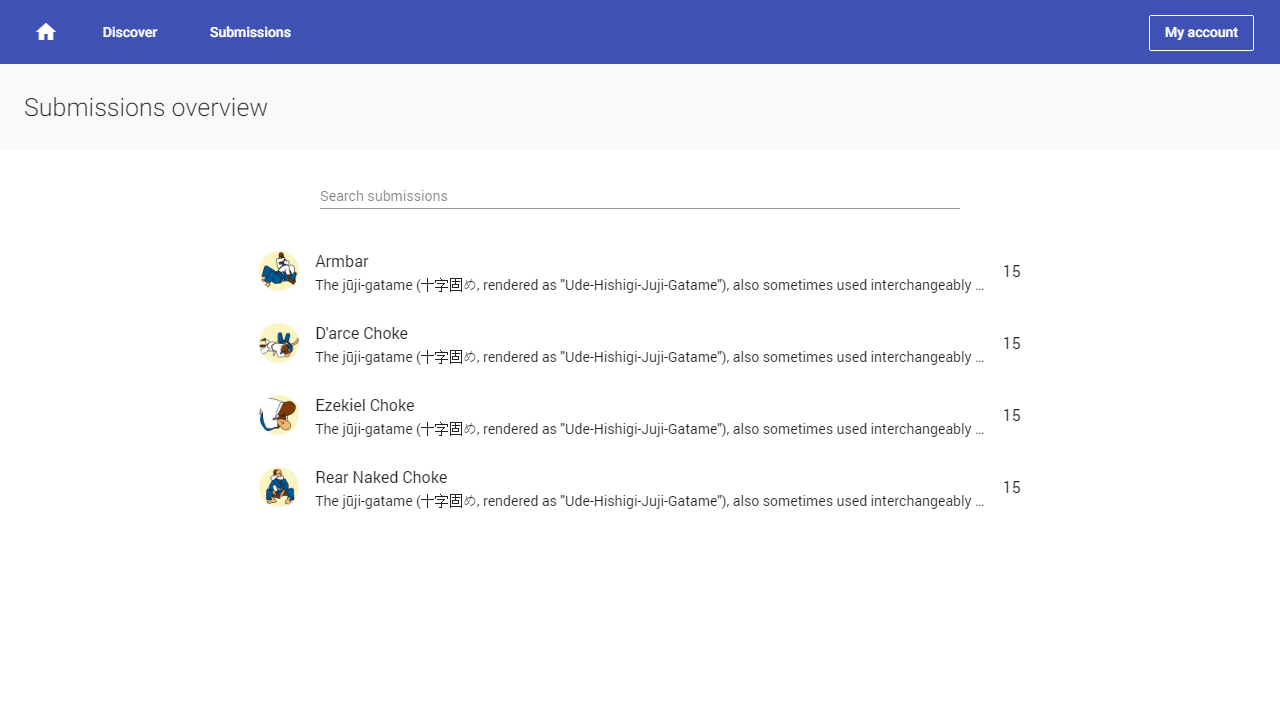 Discover Submissions My account
Submissions overview
Search submissions
Armbar
The jūji-gatame (十字固め, rendered as "Ude-Hishigi-Juji-Gatame"), also sometimes used interchangeably ...
15
D'arce Choke
The jūji-gatame (十字固め, rendered as "Ude-Hishigi-Juji-Gatame"), also sometimes used interchangeably ...
15
Ezekiel Choke
The jūji-gatame (十字固め, rendered as "Ude-Hishigi-Juji-Gatame"), also sometimes used interchangeably ...
15
Rear Naked Choke
The jūji-gatame (十字固め, rendered as "Ude-Hishigi-Juji-Gatame"), also sometimes used interchangeably ...
15